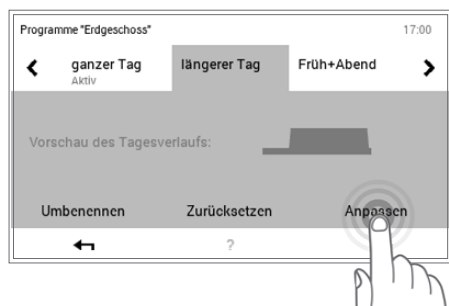 Programme "Erdgeschoss" 17:00
ganzer Tag längerer Tag Früh+Abend
Aktiv
Vorschau des Tagesverlaufs:
Umbenennen Zurücksetzen Anpassen
?